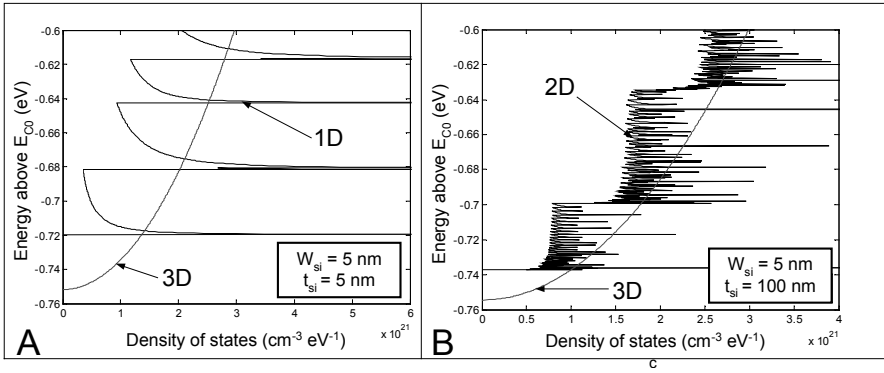 A
Energy above E_C0 (eV)
-0.6
-0.62
-0.64
-0.66
-0.68
-0.7
-0.72
-0.74
-0.76
1D
3D
W_si = 5 nm
t_si = 5 nm
0
1
2
3
4
5
6
x 10^21
Density of states (cm^-3 eV^-1)
B
Energy above E_C0 (eV)
-0.6
-0.62
-0.64
-0.66
-0.68
-0.7
-0.72
-0.74
-0.76
2D
3D
W_si = 5 nm
t_si = 100 nm
0
0.5
1
1.5
2
2.5
3
3.5
4
x 10^21
Density of states (cm^-3 eV^-1)
c